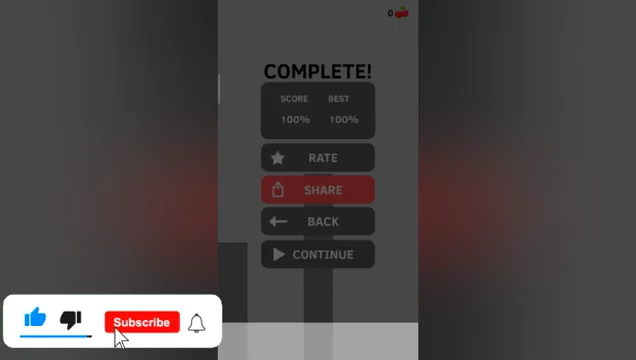 0
COMPLETE!
SCORE BEST
100% 100%
RATE
SHARE
BACK
CONTINUE
Subscribe